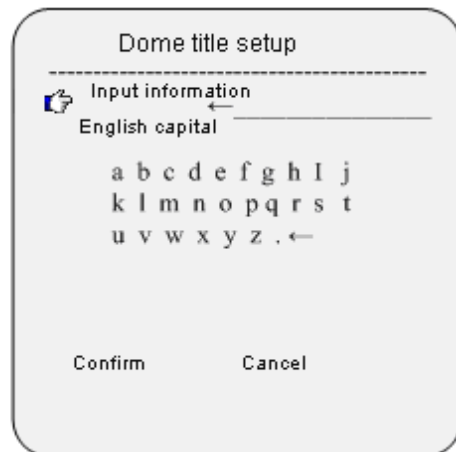 Dome title setup
Input information
←
English capital
a b c d e f g h I j
k l m n o p q r s t
u v w x y z . ←
Confirm Cancel